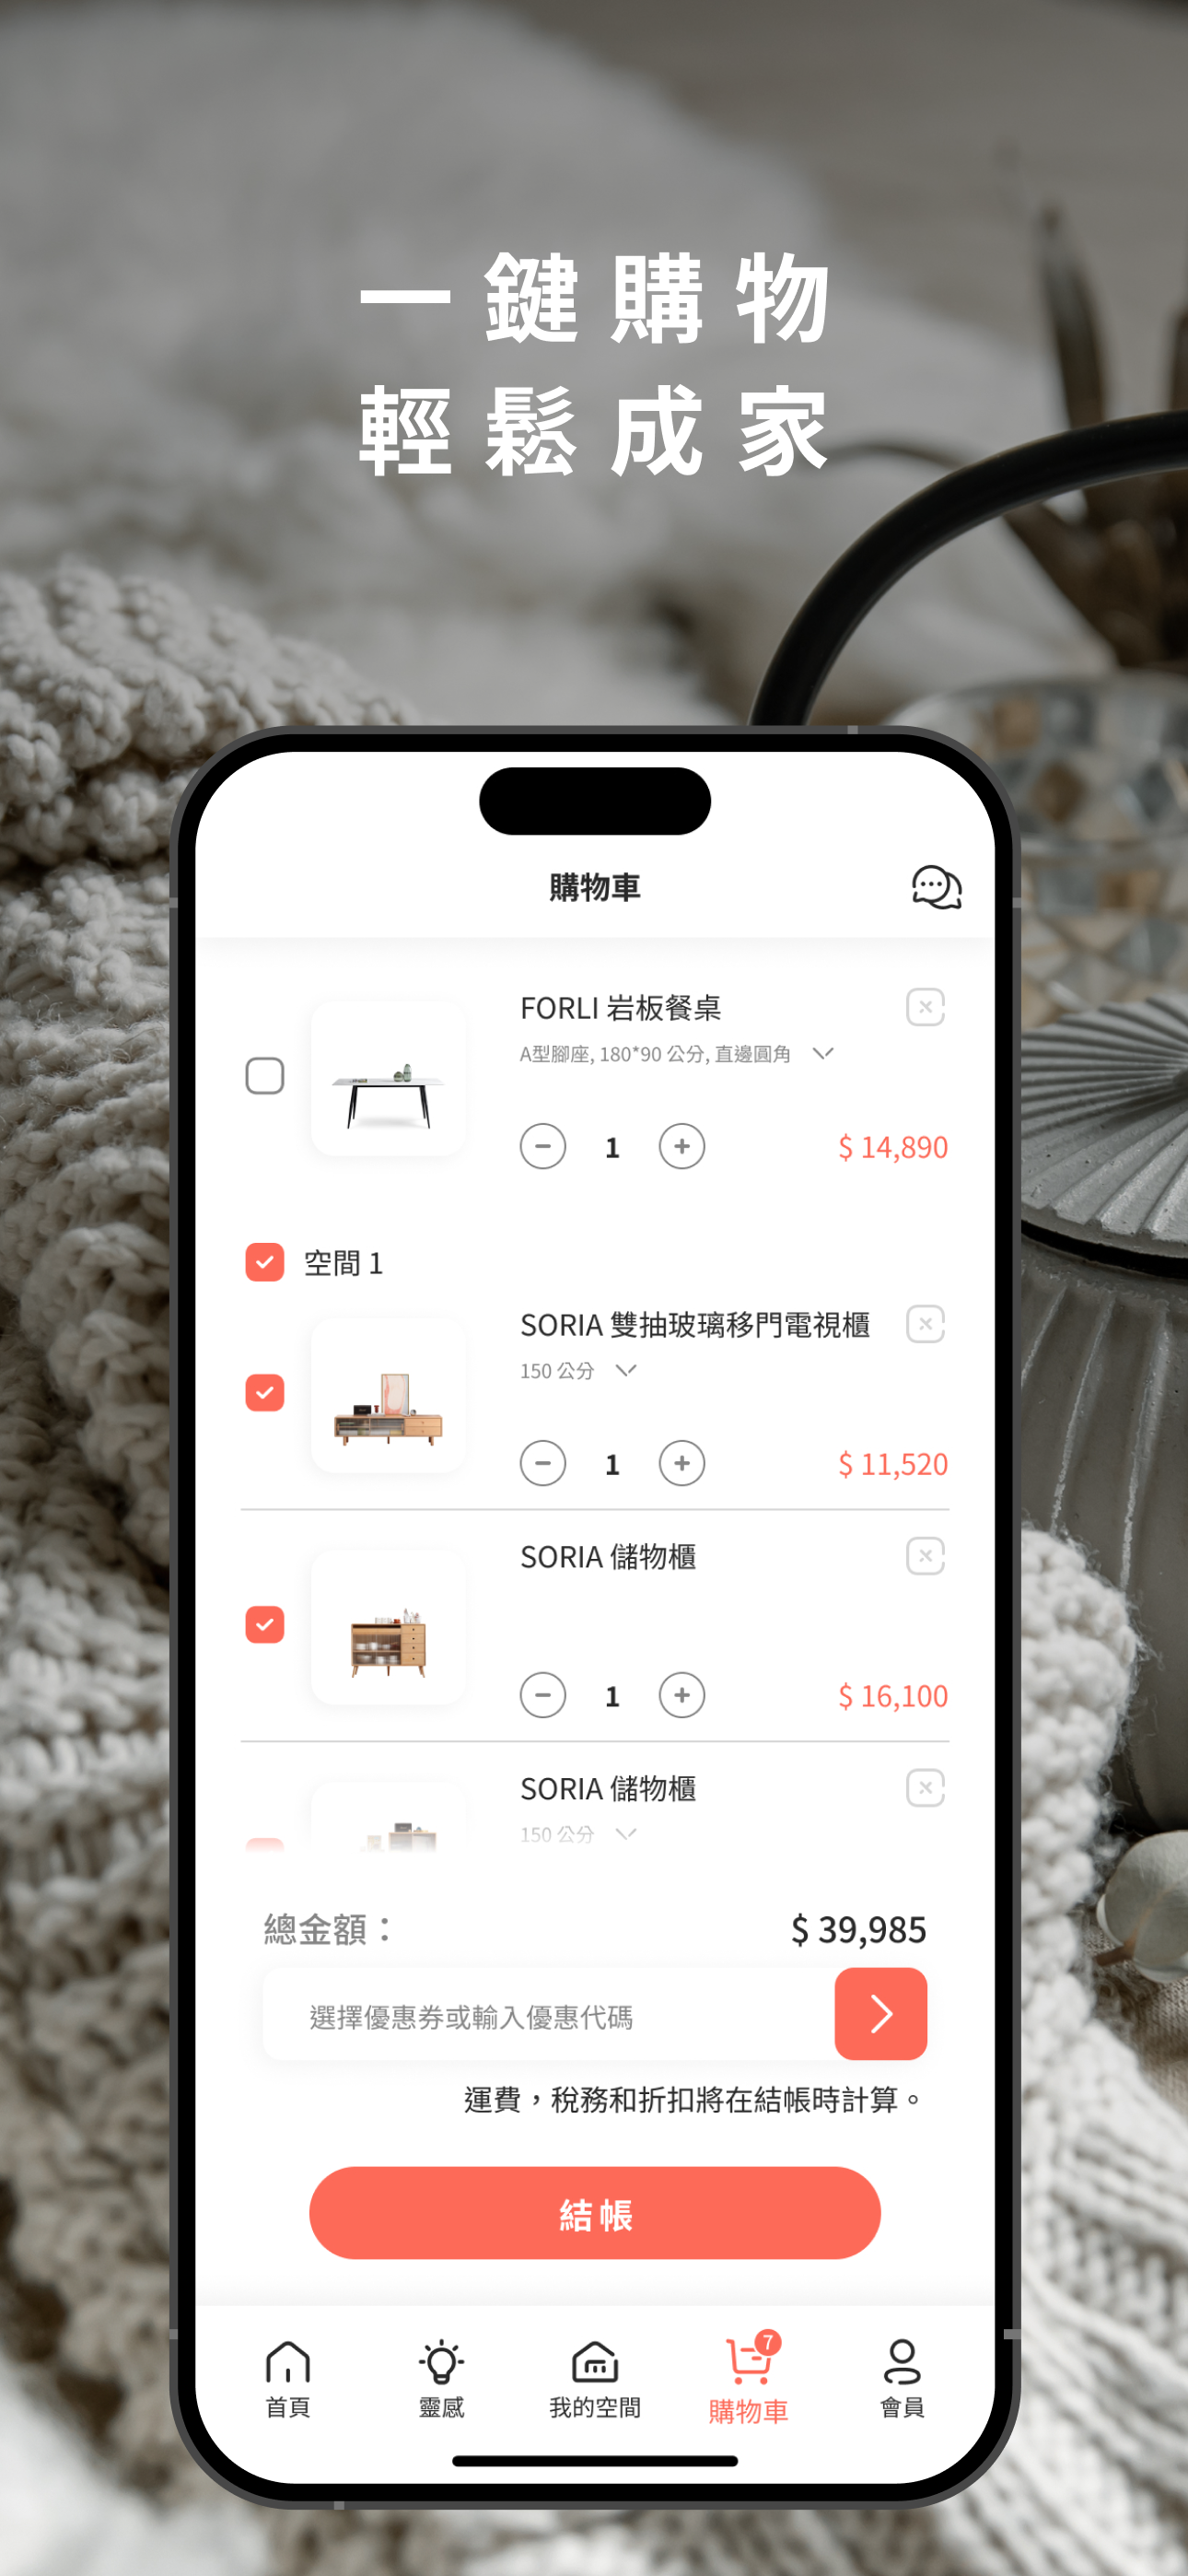 一鍵購物
輕鬆成家
購物車
FORLI 岩板餐桌
A型腳座, 180*90 公分, 直邊圓角
1
$ 14,890
空間 1
SORIA 雙抽玻璃移門電視櫃
150 公分
1
$ 11,520
SORIA 儲物櫃
1
$ 16,100
SORIA 儲物櫃
150 公分
總金額：
$ 39,985
選擇優惠券或輸入優惠代碼
運費，稅務和折扣將在結帳時計算。
結帳
7
首頁
靈感
我的空間
購物車
會員